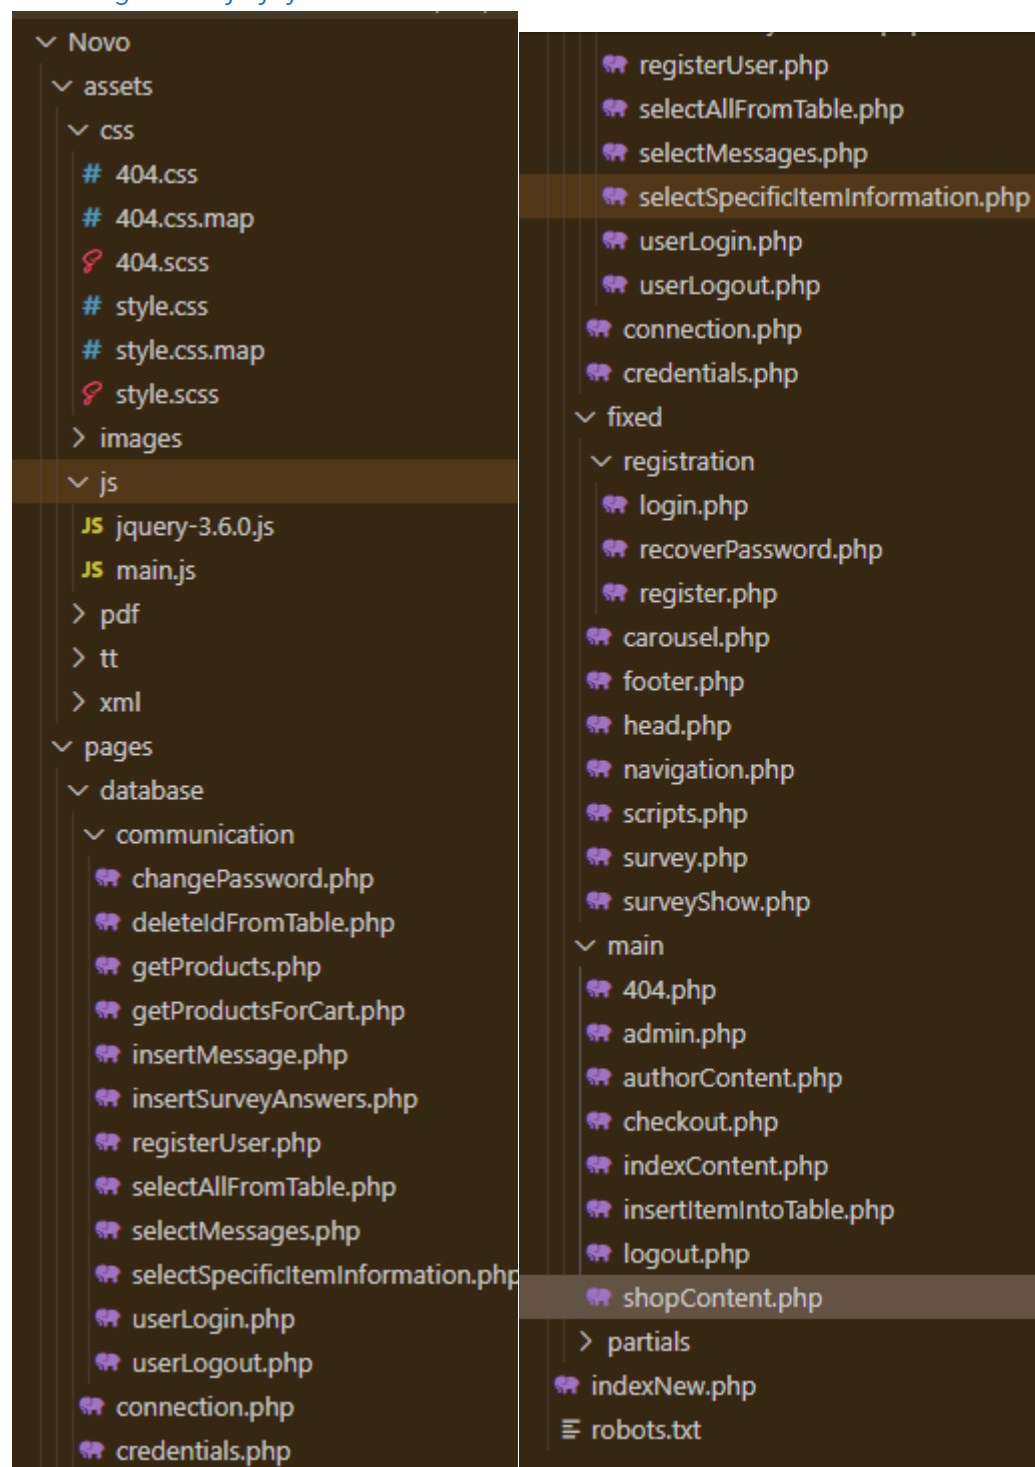 Novo
assets
css
404.css
404.css.map
404.scss
style.css
style.css.map
style.scss
images
js
JS jquery-3.6.0.js
JS main.js
pdf
tt
xml
pages
database
communication
changePassword.php
deleteIdFromTable.php
getProducts.php
getProductsForCart.php
insertMessage.php
insertSurveyAnswers.php
registerUser.php
selectAllFromTable.php
selectMessages.php
selectSpecificItemInformation.php
userLogin.php
userLogout.php
connection.php
credentials.php
registerUser.php
selectAllFromTable.php
selectMessages.php
selectSpecificItemInformation.php
userLogin.php
userLogout.php
connection.php
credentials.php
fixed
registration
login.php
recoverPassword.php
register.php
carousel.php
footer.php
head.php
navigation.php
scripts.php
survey.php
surveyShow.php
main
404.php
admin.php
authorContent.php
checkout.php
indexContent.php
insertItemIntoTable.php
logout.php
shopContent.php
partials
indexNew.php
robots.txt